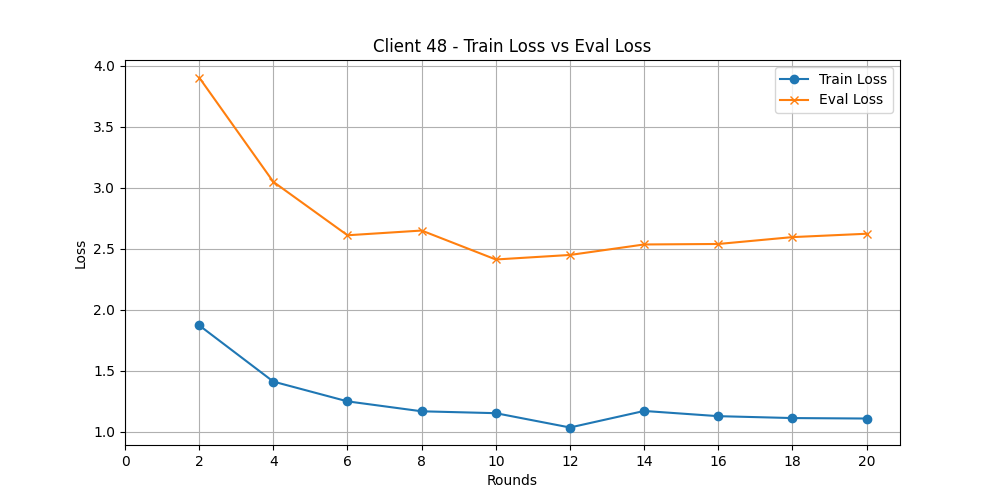 Client 48 - Train Loss vs Eval Loss
Train Loss
Eval Loss
4.0
3.5
3.0
2.5
2.0
1.5
1.0
Loss
0 2 4 6 8 10 12 14 16 18 20
Rounds